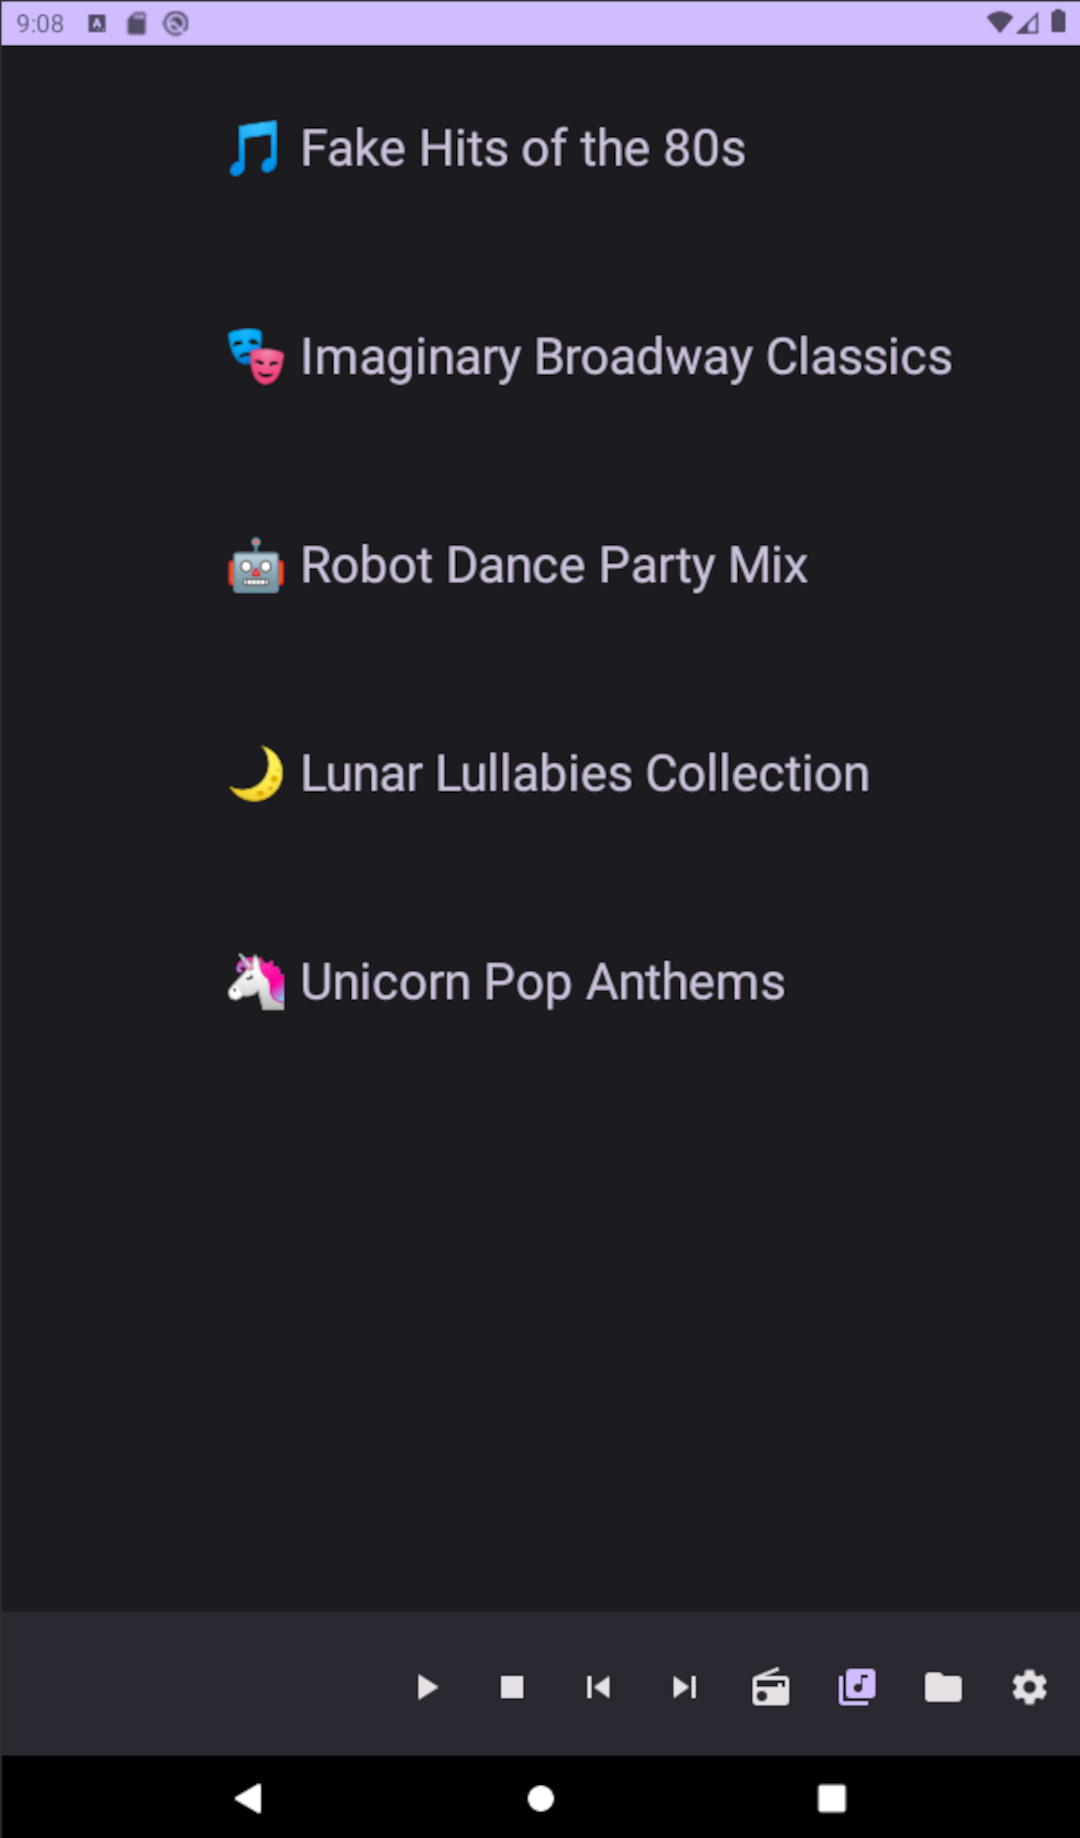 9:08
Fake Hits of the 80s
Imaginary Broadway Classics
Robot Dance Party Mix
Lunar Lullabies Collection
Unicorn Pop Anthems